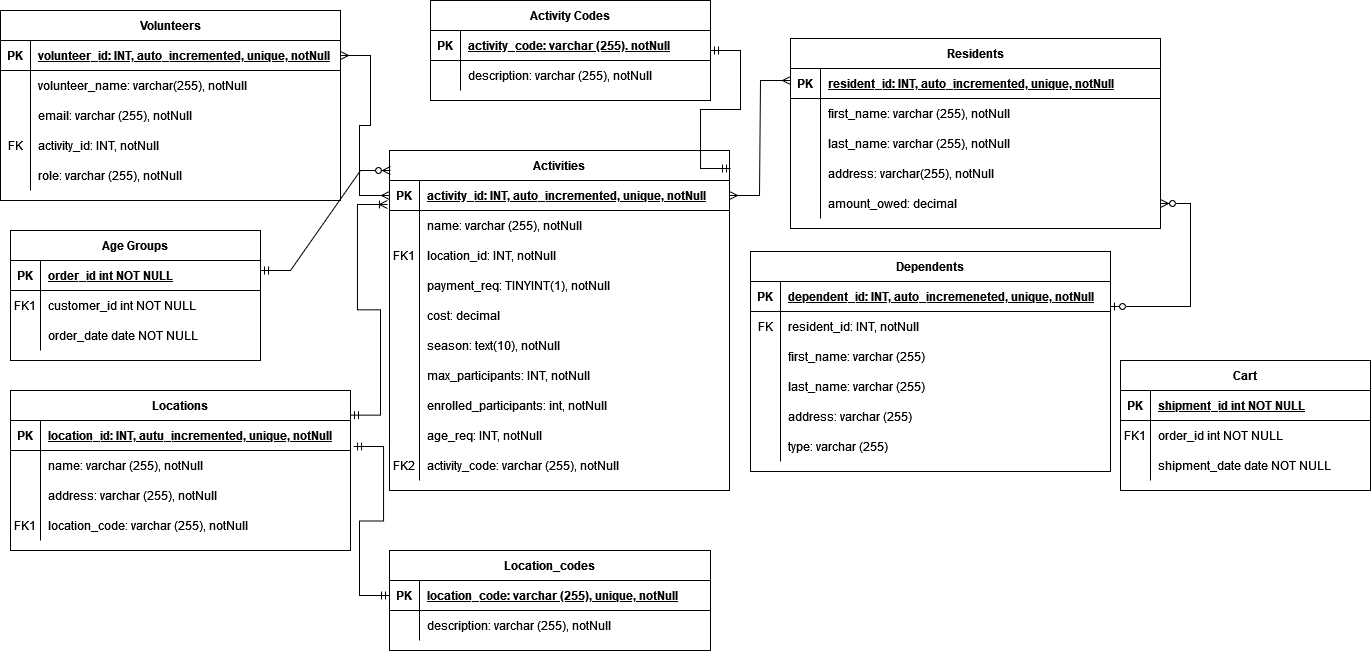 Volunteers
PK volunteer_id: INT, auto_incremented, unique, notNull
volunteer_name: varchar(255), notNull
email: varchar (255), notNull
FK activity_id: INT, notNull
role: varchar (255), notNull
Activity Codes
PK activity_code: varchar (255). notNull
description: varchar (255), notNull
Residents
PK resident_id: INT, auto_incremented, unique, notNull
first_name: varchar (255), notNull
last_name: varchar (255), notNull
address: varchar(255), notNull
amount_owed: decimal
Age Groups
PK order_id int NOT NULL
FK1 customer_id int NOT NULL
order_date date NOT NULL
Activities
PK activity_id: INT, auto_incremented, unique, notNull
name: varchar (255), notNull
FK1 location_id: INT, notNull
payment_req: TINYINT(1), notNull
cost: decimal
season: text(10), notNull
max_participants: INT, notNull
enrolled_participants: int, notNull
age_req: INT, notNull
FK2 activity_code: varchar (255), notNull
Dependents
PK dependent_id: INT, auto_incremeneted, unique, notNull
FK resident_id: INT, notNull
first_name: varchar (255)
last_name: varchar (255)
address: varchar (255)
type: varchar (255)
Cart
PK shipment_id int NOT NULL
FK1 order_id int NOT NULL
shipment_date date NOT NULL
Locations
PK location_id: INT, autu_incremented, unique, notNull
name: varchar (255), notNull
address: varchar (255), notNull
FK1 location_code: varchar (255), notNull
Location_codes
PK location_code: varchar (255), unique, notNull
description: varchar (255), notNull